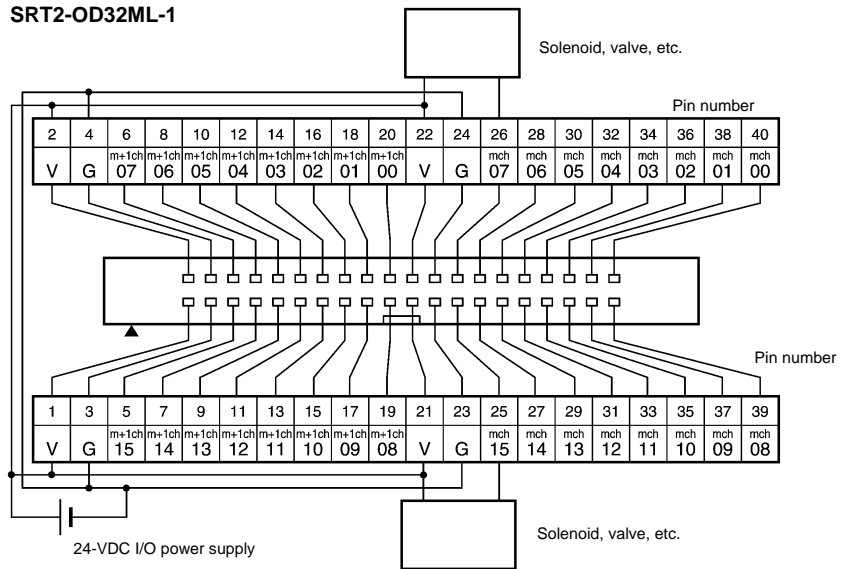 SRT2-OD32ML-1
Solenoid, valve, etc.
Pin number
2 4 6 8 10 12 14 16 18 20 22 24 26 28 30 32 34 36 38 40
m+1ch m+1ch m+1ch m+1ch m+1ch m+1ch m+1ch m+1ch mch mch mch mch mch mch mch mch
V G 07 06 05 04 03 02 01 00 V G 07 06 05 04 03 02 01 00
Pin number
1 3 5 7 9 11 13 15 17 19 21 23 25 27 29 31 33 35 37 39
m+1ch m+1ch m+1ch m+1ch m+1ch m+1ch m+1ch m+1ch mch mch mch mch mch mch mch mch
V G 15 14 13 12 11 10 09 08 V G 15 14 13 12 11 10 09 08
Solenoid, valve, etc.
24-VDC I/O power supply